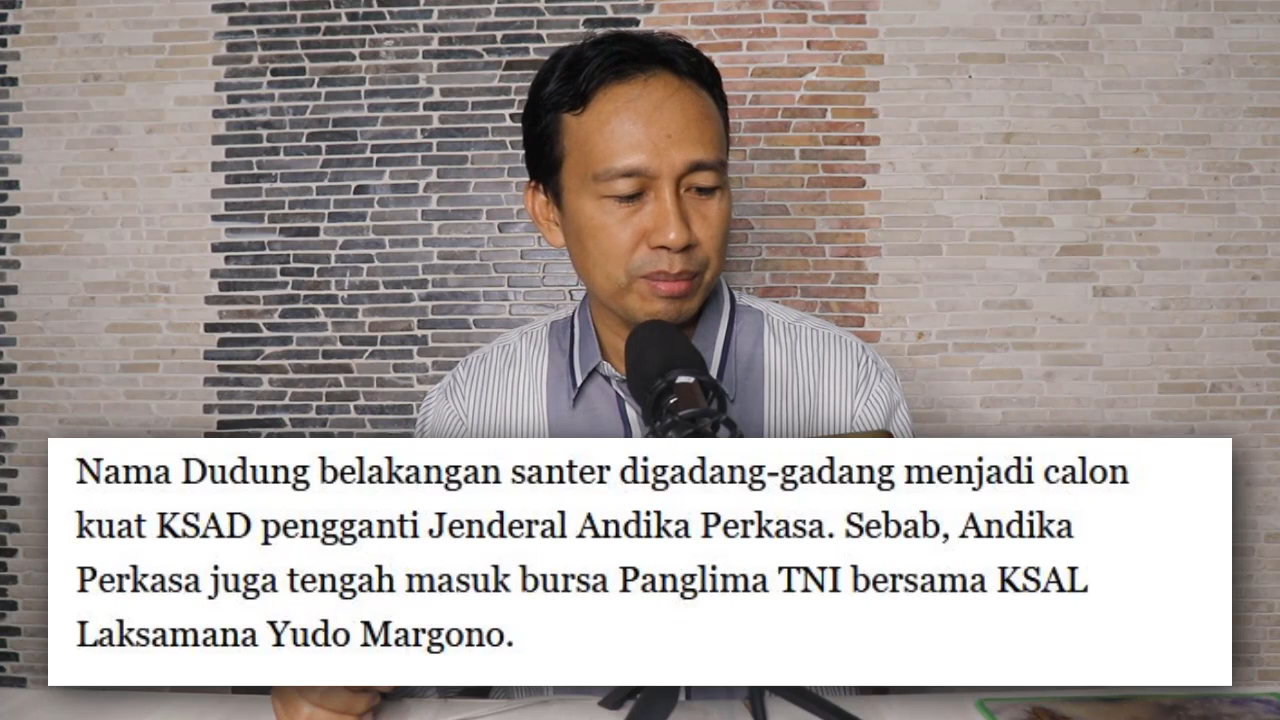 Nama Dudung belakangan santer digadang-gadang menjadi calon
kuat KSAD pengganti Jenderal Andika Perkasa. Sebab, Andika
Perkasa juga tengah masuk bursa Panglima TNI bersama KSAL
Laksamana Yudo Margono.